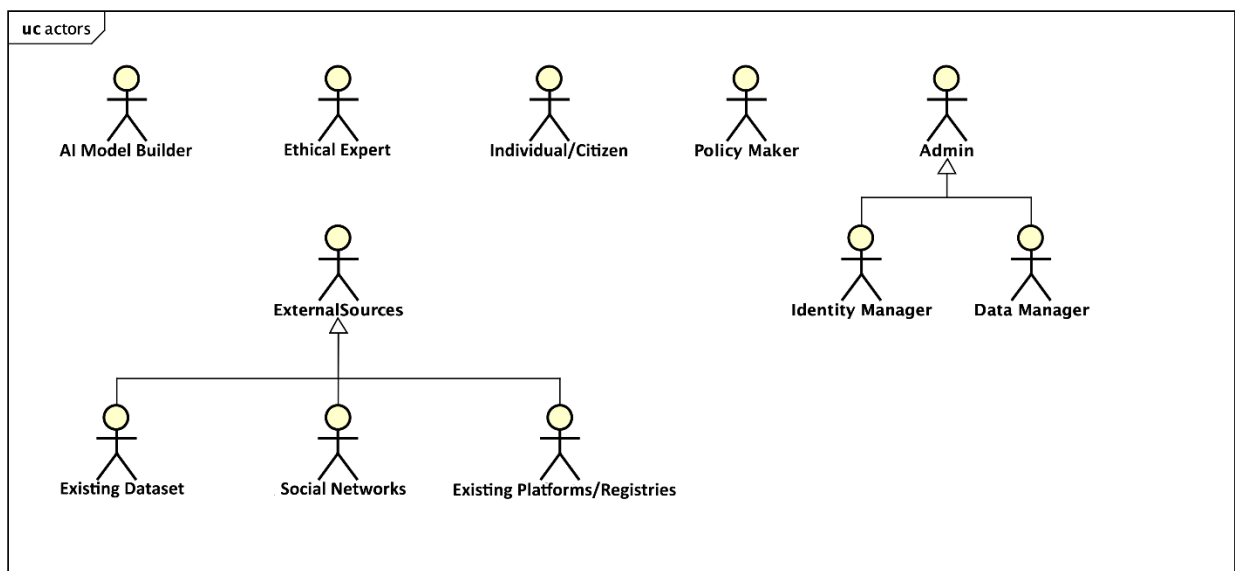 uc actors
AI Model Builder
Ethical Expert
Individual/Citizen
Policy Maker
Admin
ExternalSources
Identity Manager
Data Manager
Existing Dataset
Social Networks
Existing Platforms/Registries